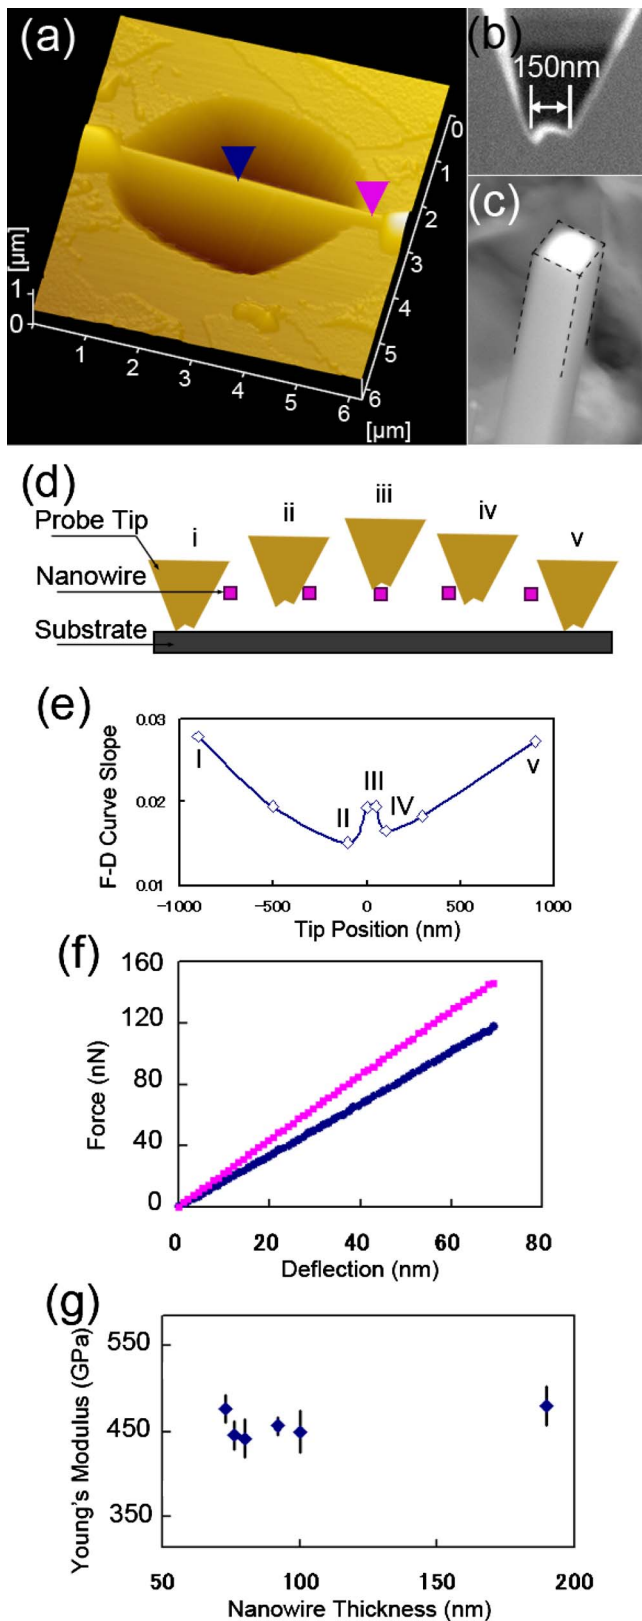 (a)
[µm]
1
0
1
2
3
4
5
6
[µm]
0
1
2
3
4
5
6
(b)
150nm
(c)
(d)
Probe Tip
Nanowire
Substrate
i
ii
iii
iv
v
(e)
F-D Curve Slope
0.03
0.02
0.01
I
II
III
IV
v
−1000
−500
0
500
1000
Tip Position (nm)
(f)
Force (nN)
160
120
80
40
0
0
20
40
60
80
Deflection (nm)
(g)
Young's Modulus (GPa)
550
450
350
50
100
150
200
Nanowire Thickness (nm)